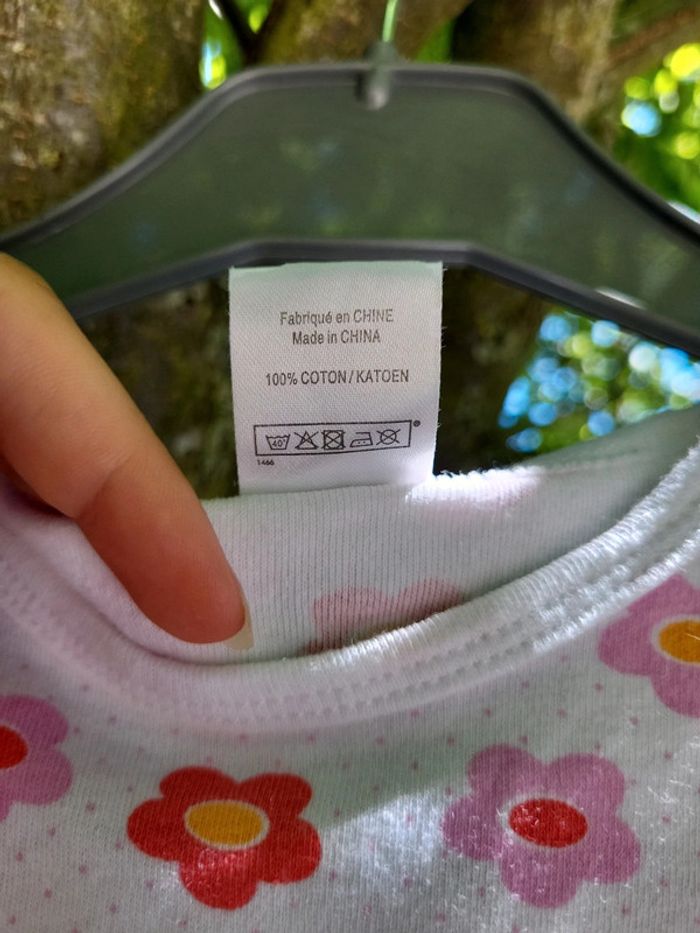 Fabriqué en CHINE
Made in CHINA
100% COTON / KATOEN
40°
1466